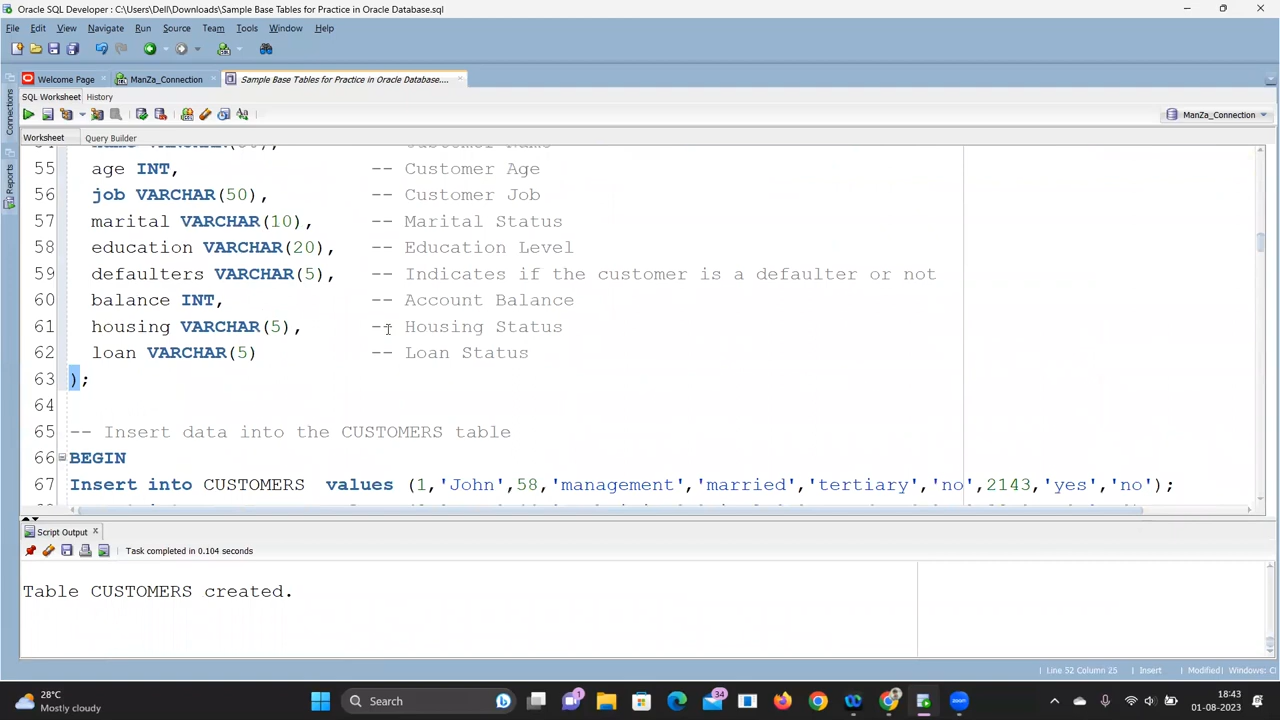 Oracle SQL Developer : C:\Users\Dell\Downloads\Sample Base Tables for Practice in Oracle Database.sql
File Edit View Navigate Run Source Team Tools Window Help
Welcome Page ManZa_Connection Sample Base Tables for Practice in Oracle Database....
SQL Worksheet History
ManZa_Connection
Worksheet Query Builder
Connections
Reports
55 age INT, -- Customer Age
56 job VARCHAR(50), -- Customer Job
57 marital VARCHAR(10), -- Marital Status
58 education VARCHAR(20), -- Education Level
59 defaulters VARCHAR(5), -- Indicates if the customer is a defaulter or not
60 balance INT, -- Account Balance
61 housing VARCHAR(5), -- Housing Status
62 loan VARCHAR(5) -- Loan Status
63 );
64
65 -- Insert data into the CUSTOMERS table
66 BEGIN
67 Insert into CUSTOMERS values (1,'John',58,'management','married','tertiary','no',2143,'yes','no');
Script Output
Task completed in 0.104 seconds
Table CUSTOMERS created.
Line 52 Column 25 Insert Modified Windows: Cl
28°C
Mostly cloudy
Search
1
34
18:43
01-08-2023